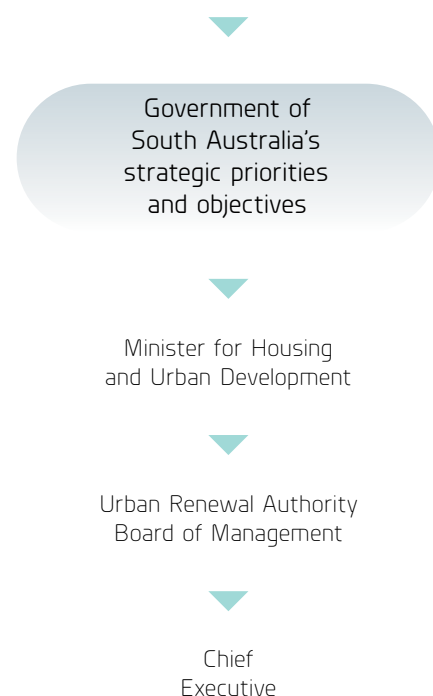 Government of
South Australia's
strategic priorities
and objectives
Minister for Housing
and Urban Development
Urban Renewal Authority
Board of Management
Chief
Executive